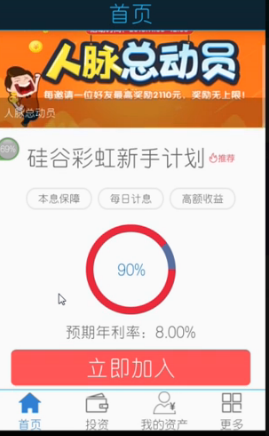 首页
人脉总动员
每邀请一位好友最高奖励2110元，奖励无上限！
人脉总动员
硅谷彩虹新手计划
推荐
本息保障
每日计息
高额收益
90%
预期年利率：8.00%
立即加入
首页
投资
我的资产
更多